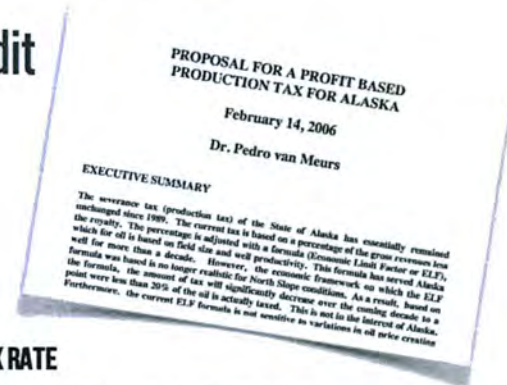 dit
PROPOSAL FOR A PROFIT BASED
PRODUCTION TAX FOR ALASKA
February 14, 2006
Dr. Pedro van Meurs
EXECUTIVE SUMMARY
The severance tax (production tax) of the State of Alaska has essentially remained
unchanged since 1989. The current tax is based on a percentage of the gross revenues less
the royalty. The percentage is adjusted with a formula (Economic Limit Factor or ELF),
which for oil is based on field size and well productivity. This formula has served Alaska
well for more than a decade. However, the economic framework on which the ELF
formula was based is no longer realistic for North Slope conditions. As a result, based on
the formula, the amount of tax will significantly decrease over the coming decade to a
point were less than 20% of the oil is actually taxed. This is not in the interest of Alaska.
Furthermore, the current ELF formula is not sensitive to variations in oil price creating
X RATE